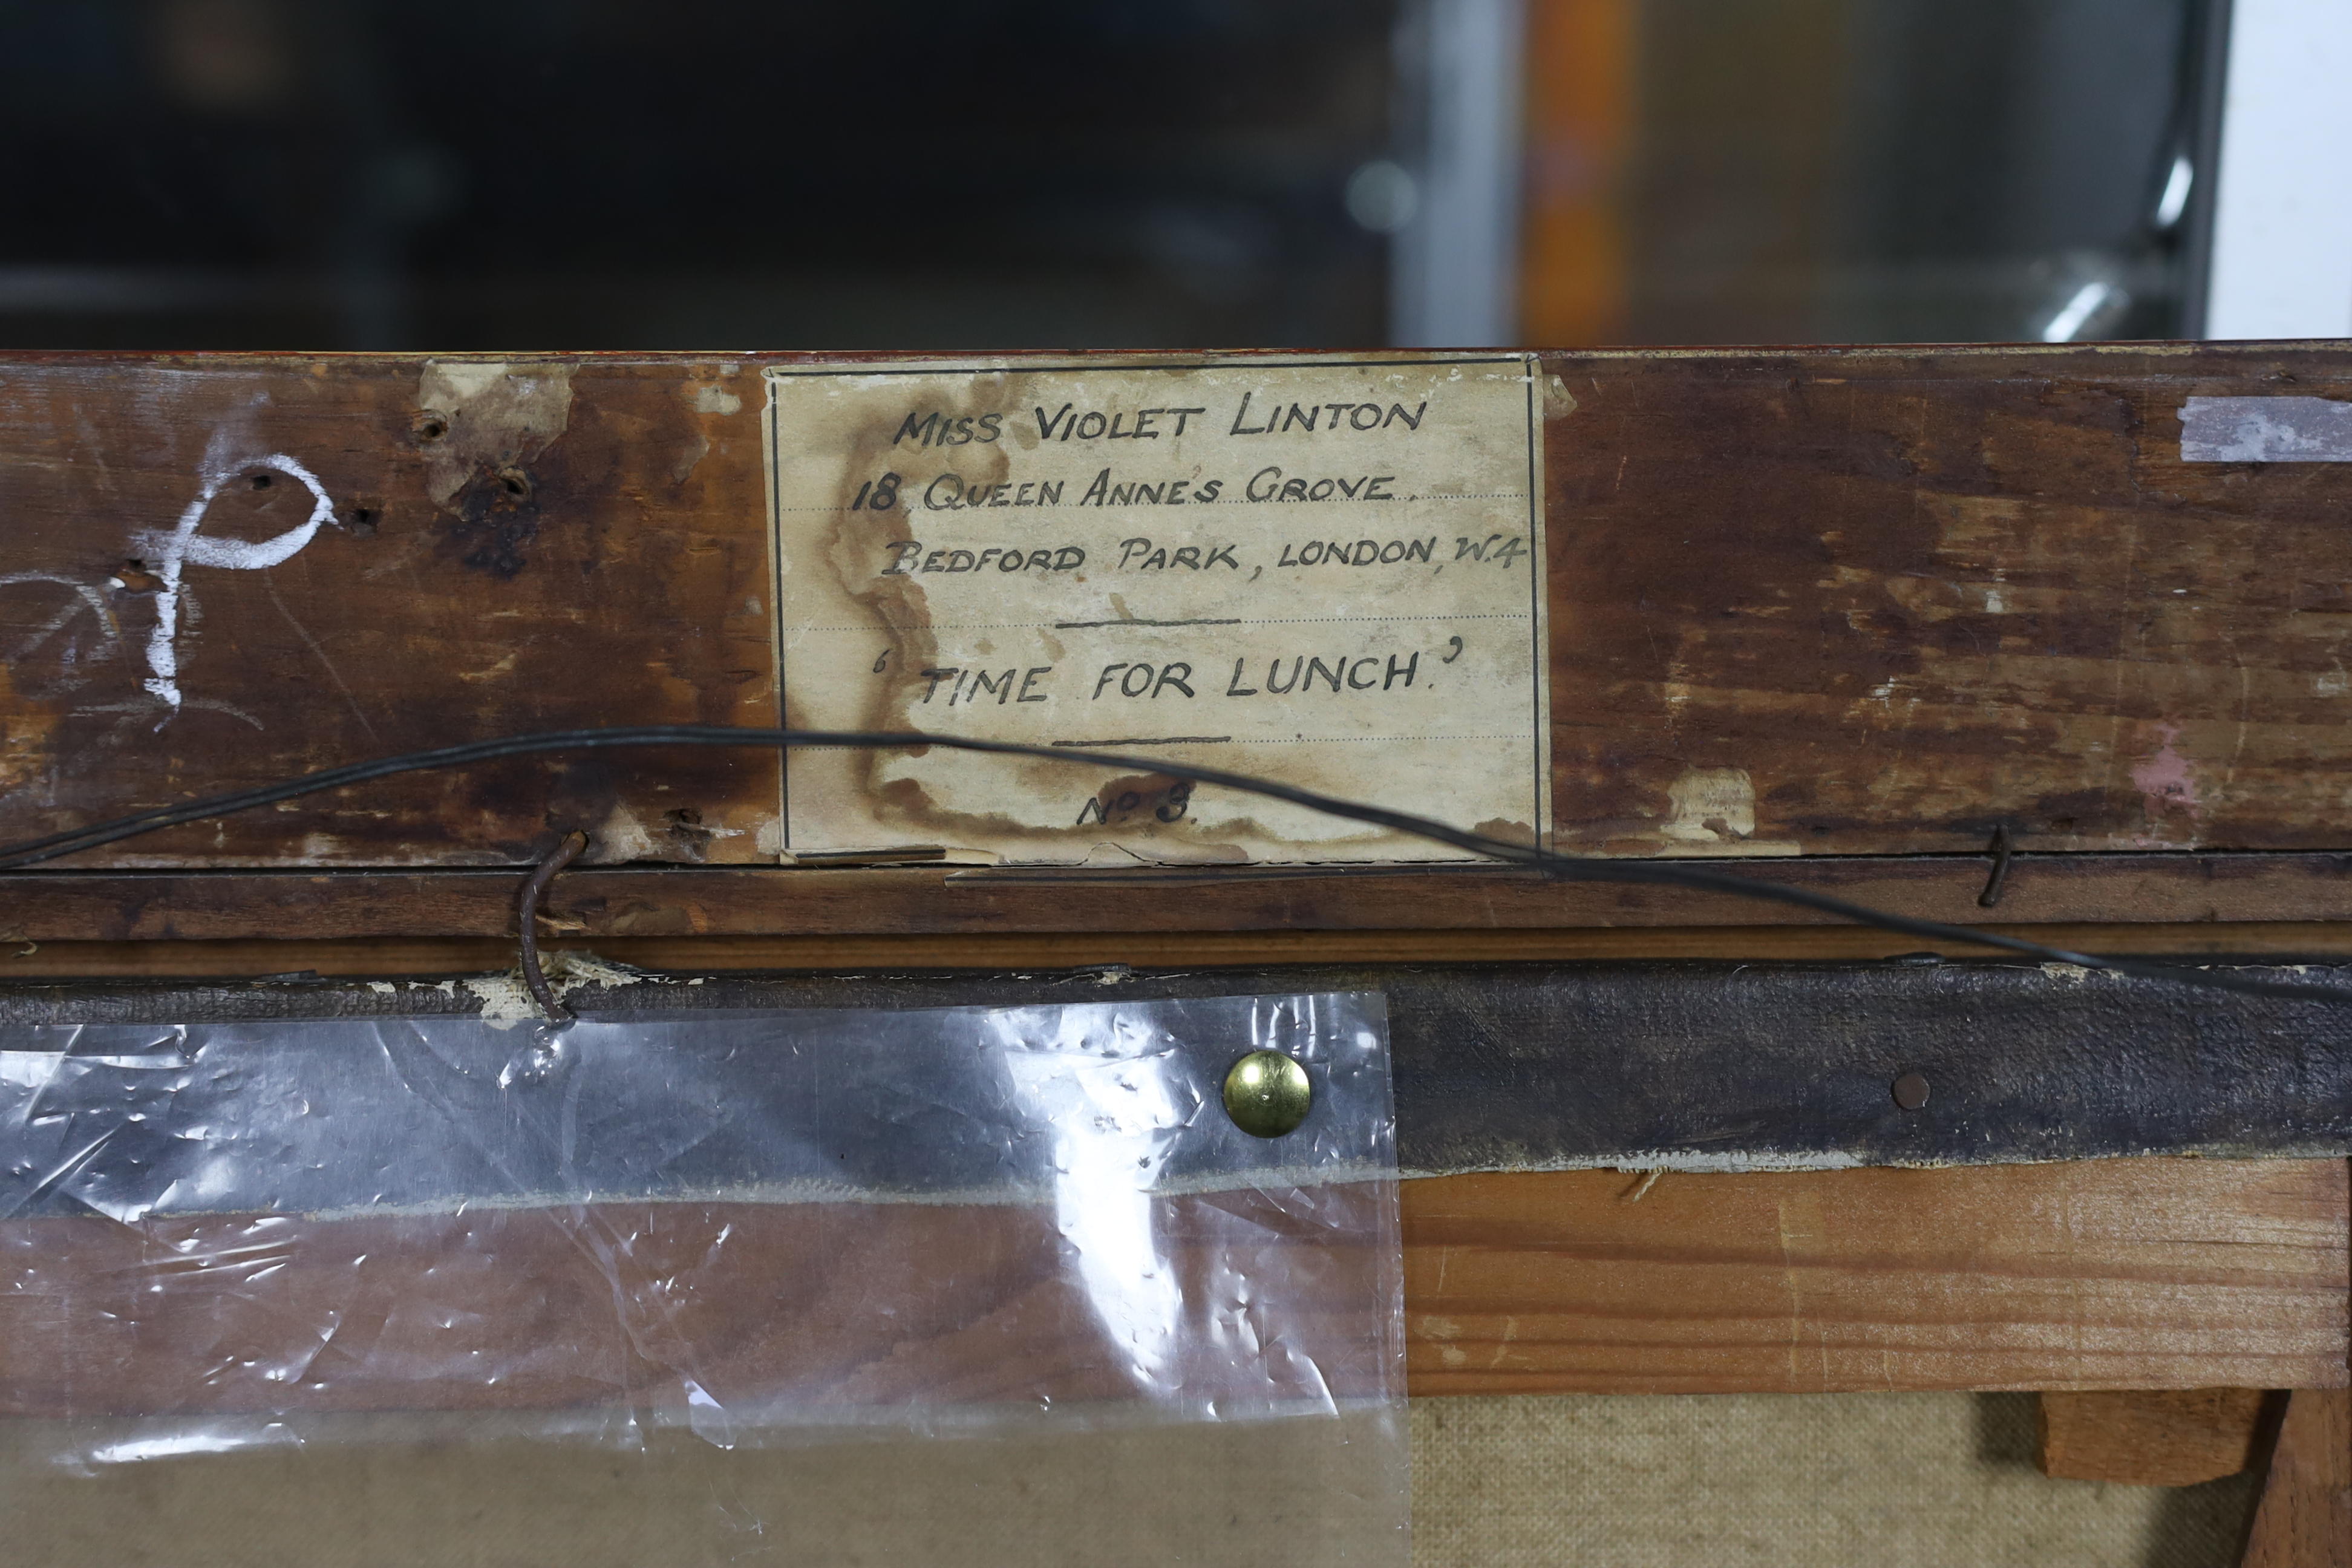 P
MISS VIOLET LINTON
18, QUEEN ANNE'S GROVE.
BEDFORD PARK, LONDON, W.4
‘TIME FOR LUNCH.’
Nº 3.